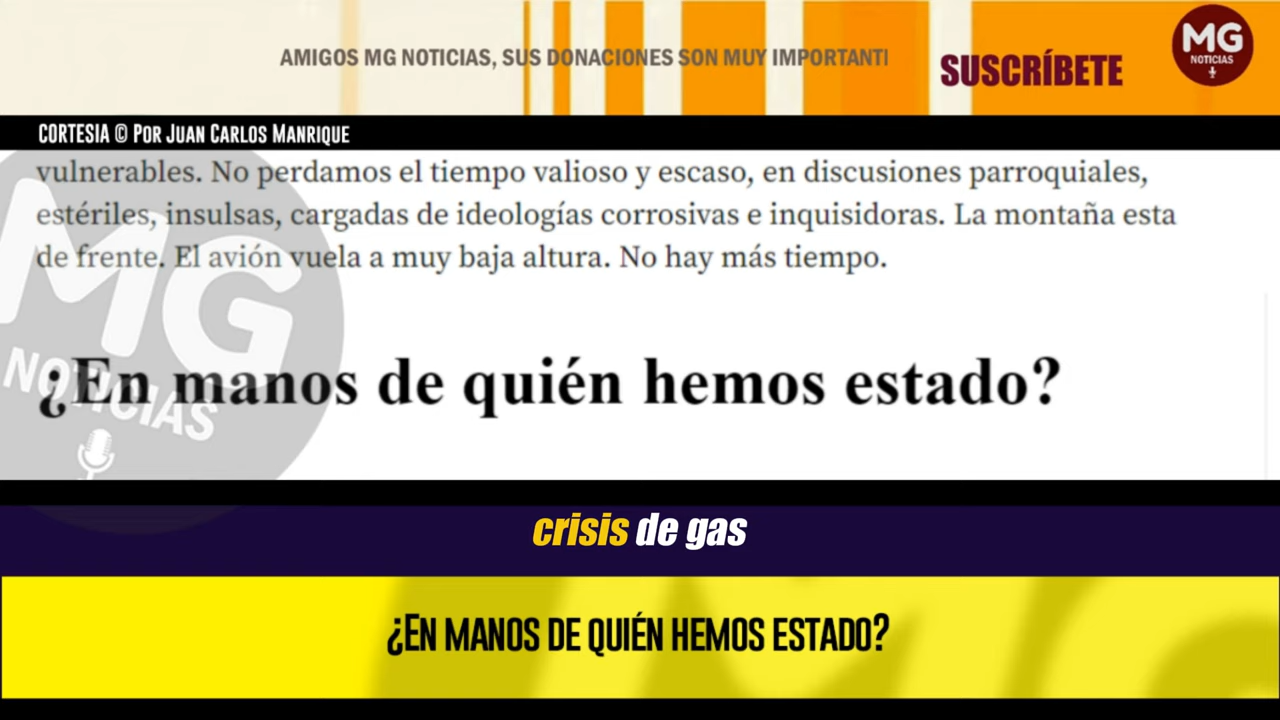 AMIGOS MG NOTICIAS, SUS DONACIONES SON MUY IMPORTANTI
SUSCRÍBETE
MG
NOTICIAS
CORTESIA © POR JUAN CARLOS MANRIQUE
vulnerables. No perdamos el tiempo valioso y escaso, en discusiones parroquiales,
estériles, insulsas, cargadas de ideologías corrosivas e inquisidoras. La montaña esta
de frente. El avión vuela a muy baja altura. No hay más tiempo.
MG
NOTICIAS
¿En manos de quién hemos estado?
crisis de gas
¿EN MANOS DE QUIÉN HEMOS ESTADO?